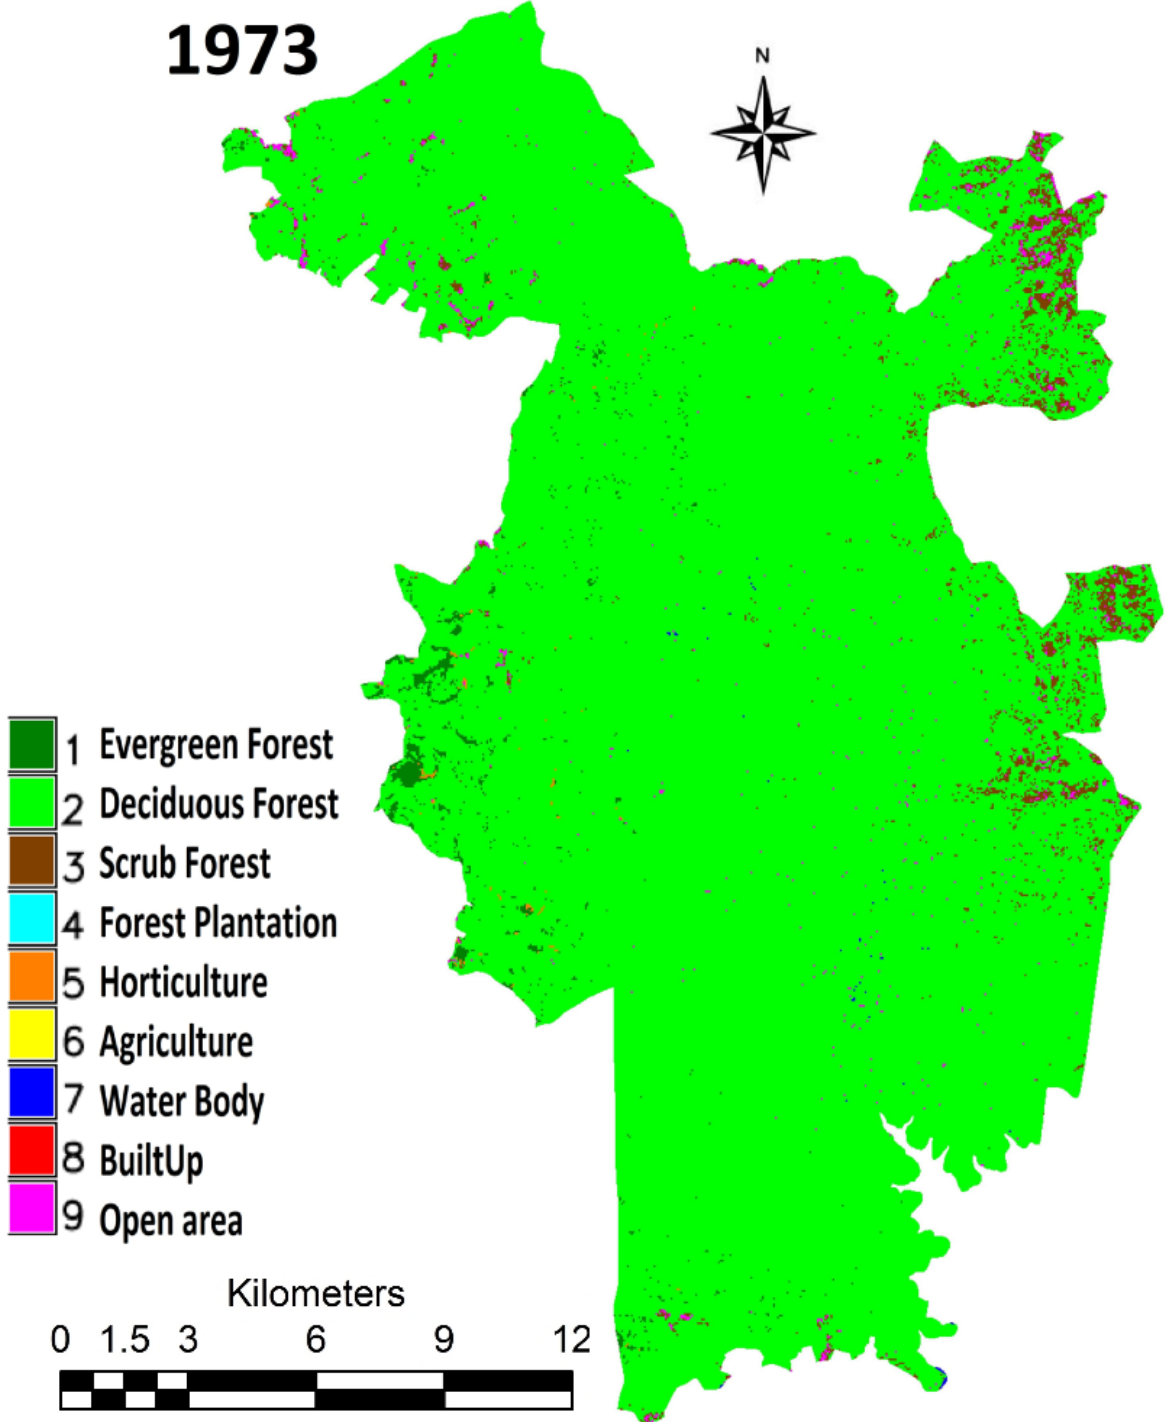 1973
N
1 Evergreen Forest
2 Deciduous Forest
3 Scrub Forest
4 Forest Plantation
5 Horticulture
6 Agriculture
7 Water Body
8 BuiltUp
9 Open area
Kilometers
0 1.5 3 6 9 12